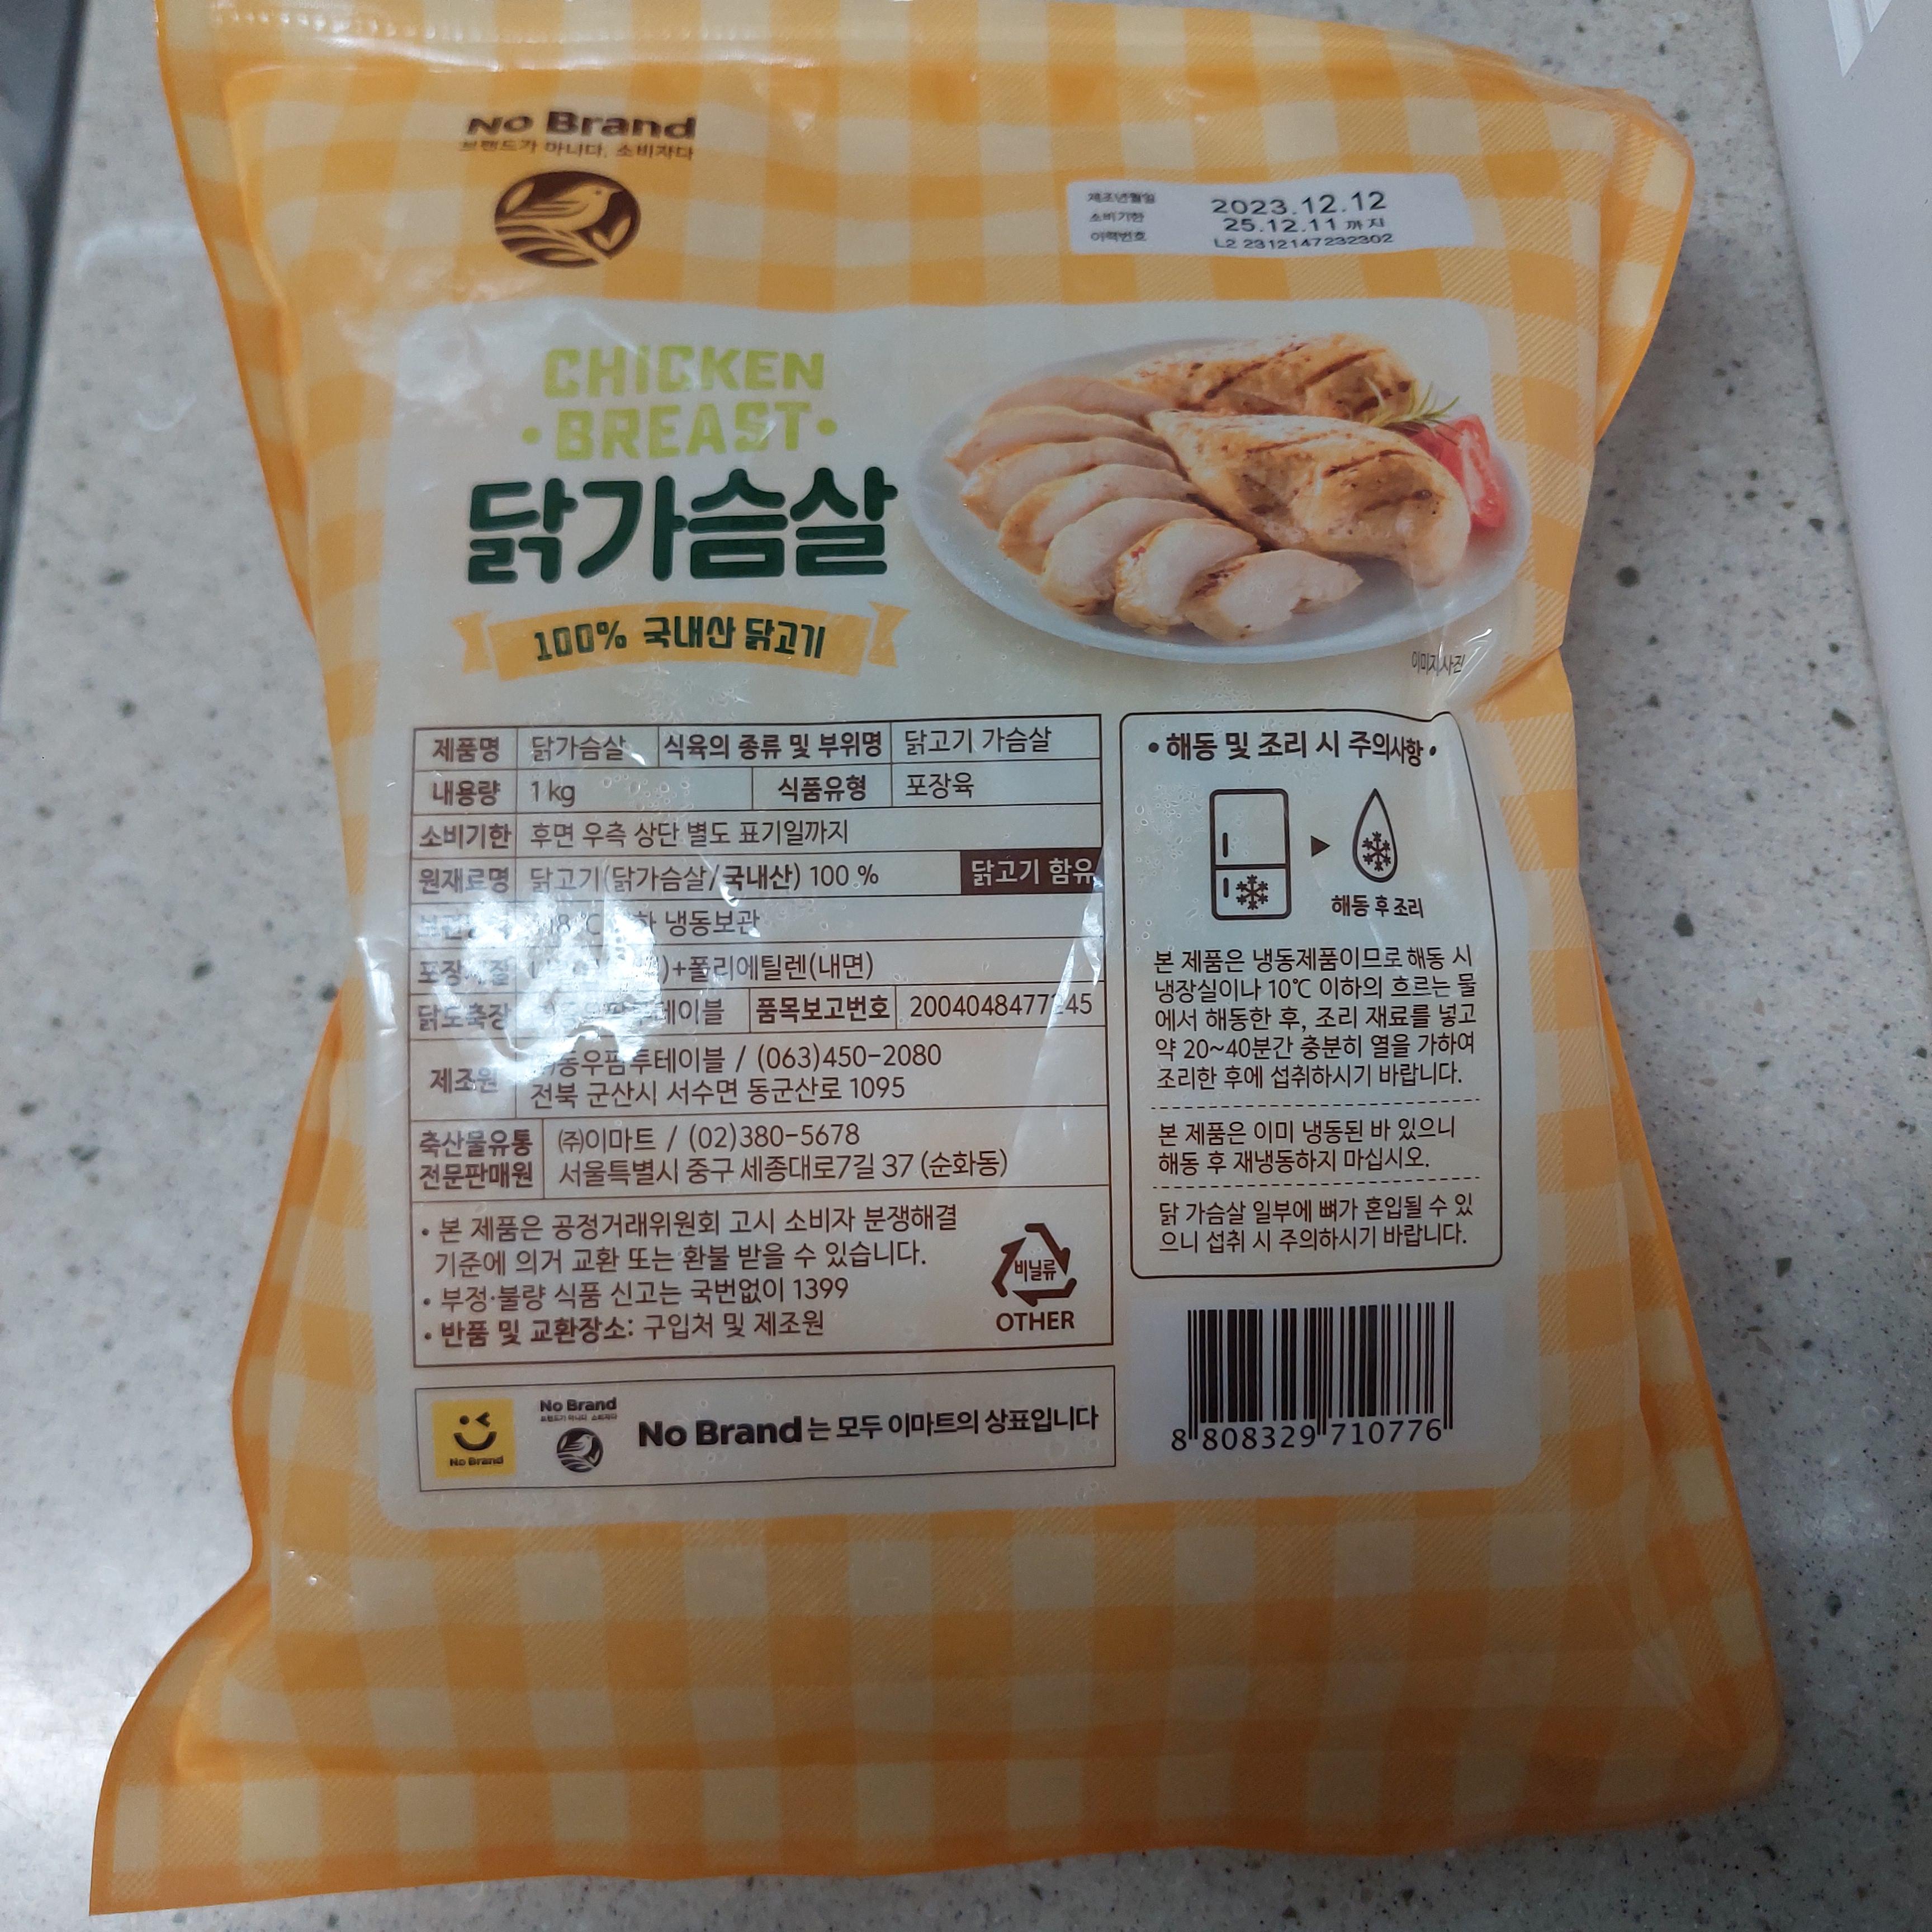 No Brand
브랜드가 아니다. 소비자다
제조년월일 2023.12.12
소비기한 25.12.11 까지
이력번호 L2 2312147232302
CHICKEN
•BREAST•
닭가슴살
100% 국내산 닭고기
이미지 사진
제품명 닭가슴살 식육의 종류 및 부위명 닭고기 가슴살
내용량 1 kg 식품유형 포장육
소비기한 후면 우측 상단 별도 표기일까지
원재료명 닭고기(닭가슴살/국내산) 100 % 닭고기 함유
냉동보관
+폴리에틸렌(내면)
닭도축장 품목보고번호
제조원 동우팜투테이블 / (063)450-2080
전북 군산시 서수면 동군산로 1095
축산물유통 ㈜이마트 / (02)380-5678
전문판매원 서울특별시 중구 세종대로7길 37 (순화동)
• 본 제품은 공정거래위원회 고시 소비자 분쟁해결
기준에 의거 교환 또는 환불 받을 수 있습니다.
• 부정·불량 식품 신고는 국번없이 1399
• 반품 및 교환장소: 구입처 및 제조원
비닐류
OTHER
No Brand
No Brand
브랜드가 아니다. 소비자다
No Brand는 모두 이마트의 상표입니다
• 해동 및 조리 시 주의사항 •
해동 후 조리
본 제품은 냉동제품이므로 해동 시
냉장실이나 10℃ 이하의 흐르는 물
에서 해동한 후, 조리 재료를 넣고
약 20~40분간 충분히 열을 가하여
조리한 후에 섭취하시기 바랍니다.
본 제품은 이미 냉동된 바 있으니
해동 후 재냉동하지 마십시오.
닭 가슴살 일부에 뼈가 혼입될 수 있
으니 섭취 시 주의하시기 바랍니다.
8 808329 710776